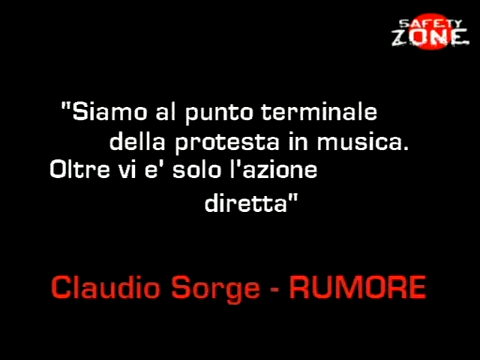 SAFETY
ZONE
"Siamo al punto terminale
della protesta in musica.
Oltre vi e' solo l'azione
diretta"
Claudio Sorge - RUMORE